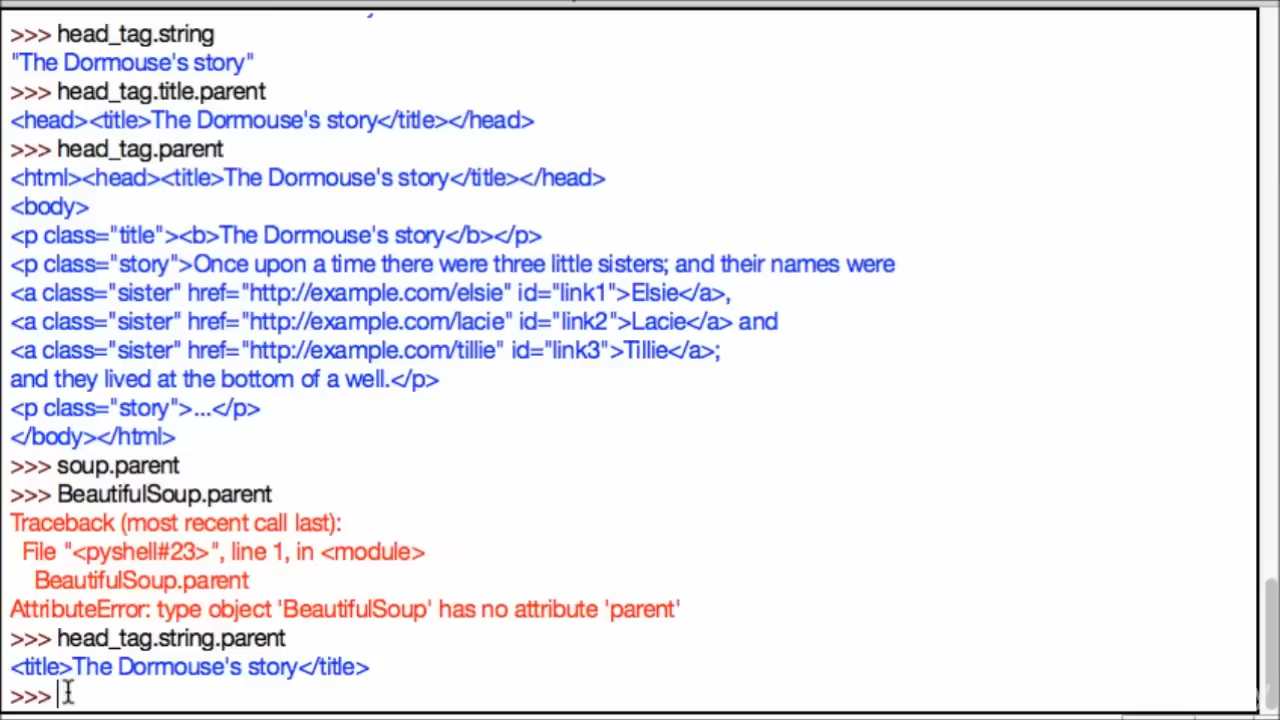 >>> head_tag.string
"The Dormouse's story"
>>> head_tag.title.parent
<head><title>The Dormouse's story</title></head>
>>> head_tag.parent
<html><head><title>The Dormouse's story</title></head>
<body>
<p class="title"><b>The Dormouse's story</b></p>
<p class="story">Once upon a time there were three little sisters; and their names were
<a class="sister" href="http://example.com/elsie" id="link1">Elsie</a>,
<a class="sister" href="http://example.com/lacie" id="link2">Lacie</a> and
<a class="sister" href="http://example.com/tillie" id="link3">Tillie</a>;
and they lived at the bottom of a well.</p>
<p class="story">...</p>
</body></html>
>>> soup.parent
>>> BeautifulSoup.parent
Traceback (most recent call last):
  File "<pyshell#23>", line 1, in <module>
    BeautifulSoup.parent
AttributeError: type object 'BeautifulSoup' has no attribute 'parent'
>>> head_tag.string.parent
<title>The Dormouse's story</title>
>>>